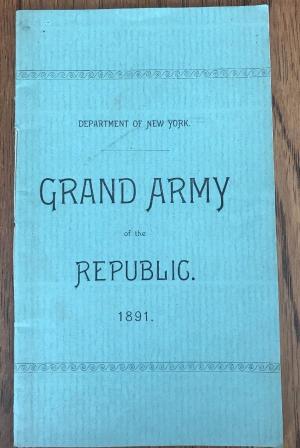 DEPARTMENT OF NEW YORK.
GRAND ARMY
of the
REPUBLIC.
1891.